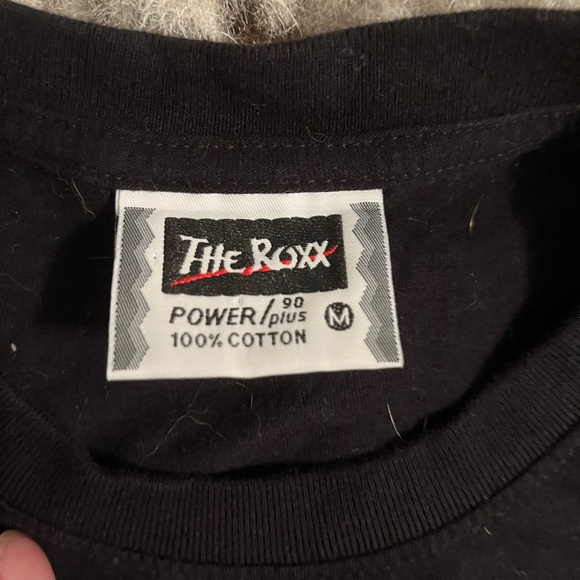 THE ROXX
POWER/90 plus M
100% COTTON